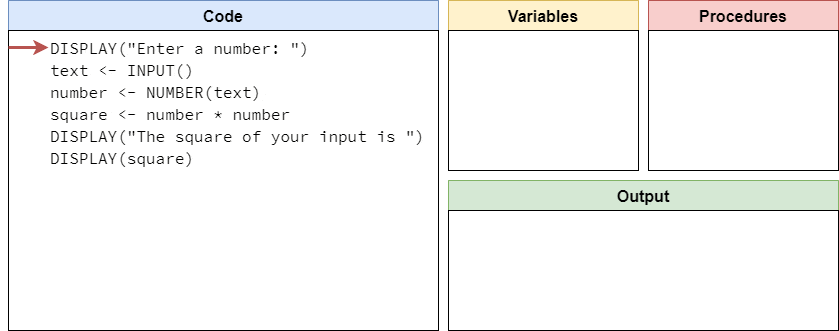 Code
DISPLAY("Enter a number: ")
text <- INPUT()
number <- NUMBER(text)
square <- number * number
DISPLAY("The square of your input is ")
DISPLAY(square)
Variables
Procedures
Output